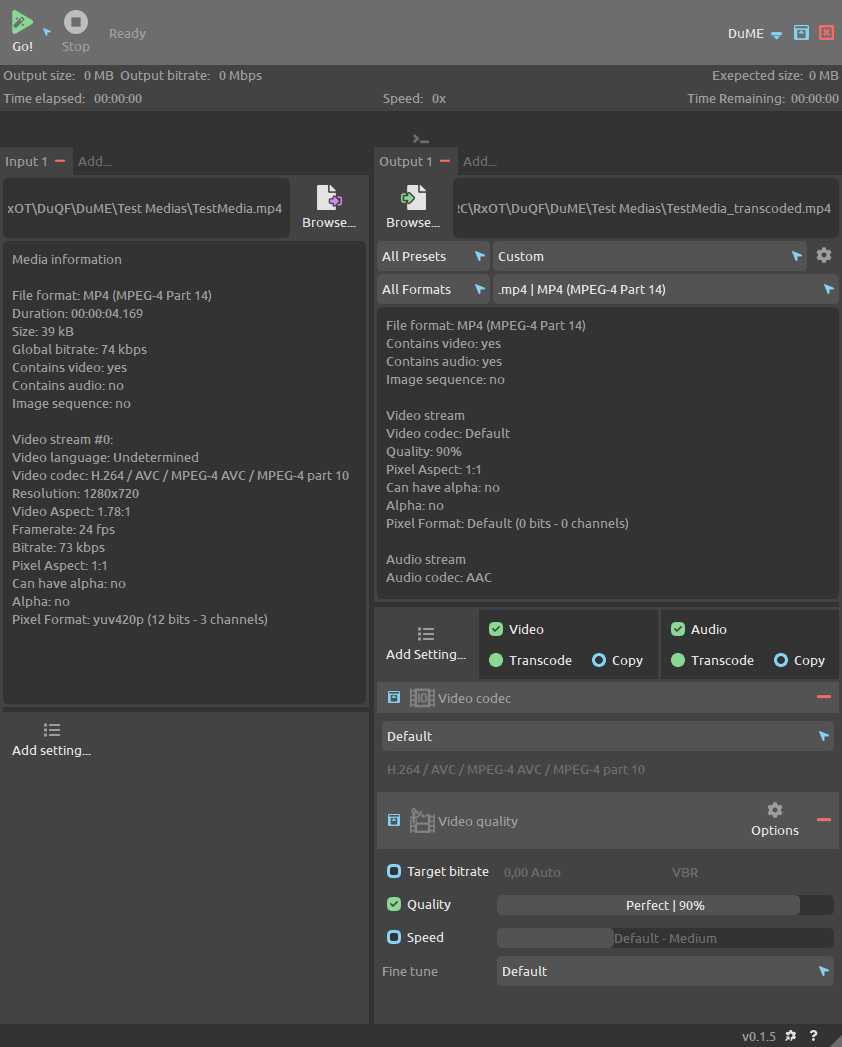 Go!
Stop
Ready
DuME
Output size: 0 MB Output bitrate: 0 Mbps
Exepected size: 0 MB
Time elapsed: 00:00:00
Speed: 0x
Time Remaining: 00:00:00
Input 1
Add...
xOT\DuQF\DuME\Test Medias\TestMedia.mp4
Browse...
Media information
File format: MP4 (MPEG-4 Part 14)
Duration: 00:00:04.169
Size: 39 kB
Global bitrate: 74 kbps
Contains video: yes
Contains audio: no
Image sequence: no
Video stream #0:
Video language: Undetermined
Video codec: H.264 / AVC / MPEG-4 AVC / MPEG-4 part 10
Resolution: 1280x720
Video Aspect: 1.78:1
Framerate: 24 fps
Bitrate: 73 kbps
Pixel Aspect: 1:1
Can have alpha: no
Alpha: no
Pixel Format: yuv420p (12 bits - 3 channels)
Add setting...
Output 1
Add...
Browse...
C\RxOT\DuQF\DuME\Test Medias\TestMedia_transcoded.mp4
All Presets
Custom
All Formats
.mp4 | MP4 (MPEG-4 Part 14)
File format: MP4 (MPEG-4 Part 14)
Contains video: yes
Contains audio: yes
Image sequence: no
Video stream
Video codec: Default
Quality: 90%
Pixel Aspect: 1:1
Can have alpha: no
Alpha: no
Pixel Format: Default (0 bits - 0 channels)
Audio stream
Audio codec: AAC
Add Setting...
Video
Transcode
Copy
Audio
Transcode
Copy
Video codec
Default
H.264 / AVC / MPEG-4 AVC / MPEG-4 part 10
Video quality
Options
Target bitrate
0,00 Auto
VBR
Quality
Perfect | 90%
Speed
Default - Medium
Fine tune
Default
v0.1.5
?